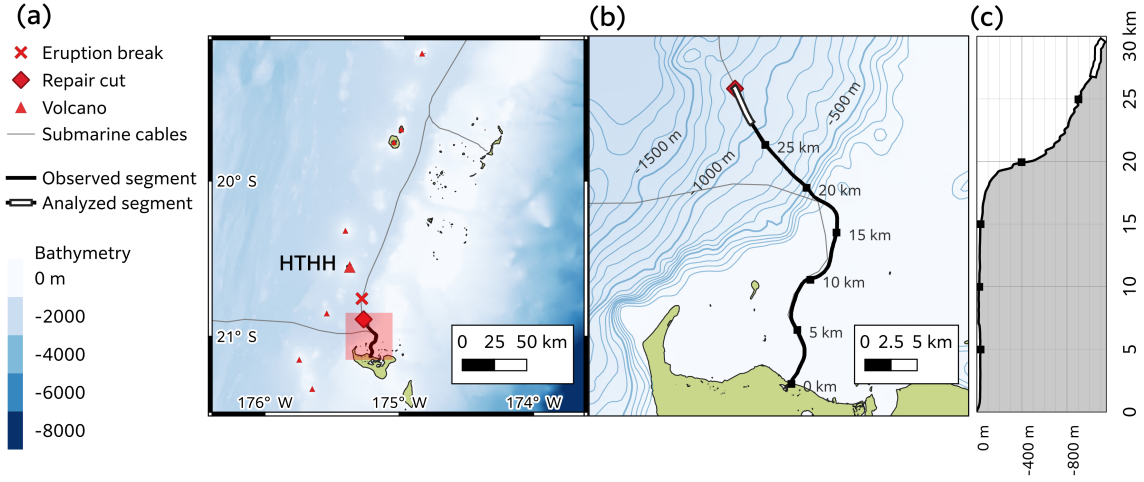 (a)
Eruption break
Repair cut
Volcano
Submarine cables
Observed segment
Analyzed segment
Bathymetry
0 m
-2000
-4000
-6000
-8000
20° S
21° S
HTHH
0 25 50 km
176° W
175° W
174° W
(b)
-500 m
-1000 m
-1500 m
25 km
20 km
15 km
10 km
5 km
0 km
0 2.5 5 km
(c)
30 km
25
20
15
10
5
0
0 m
-400 m
-800 m